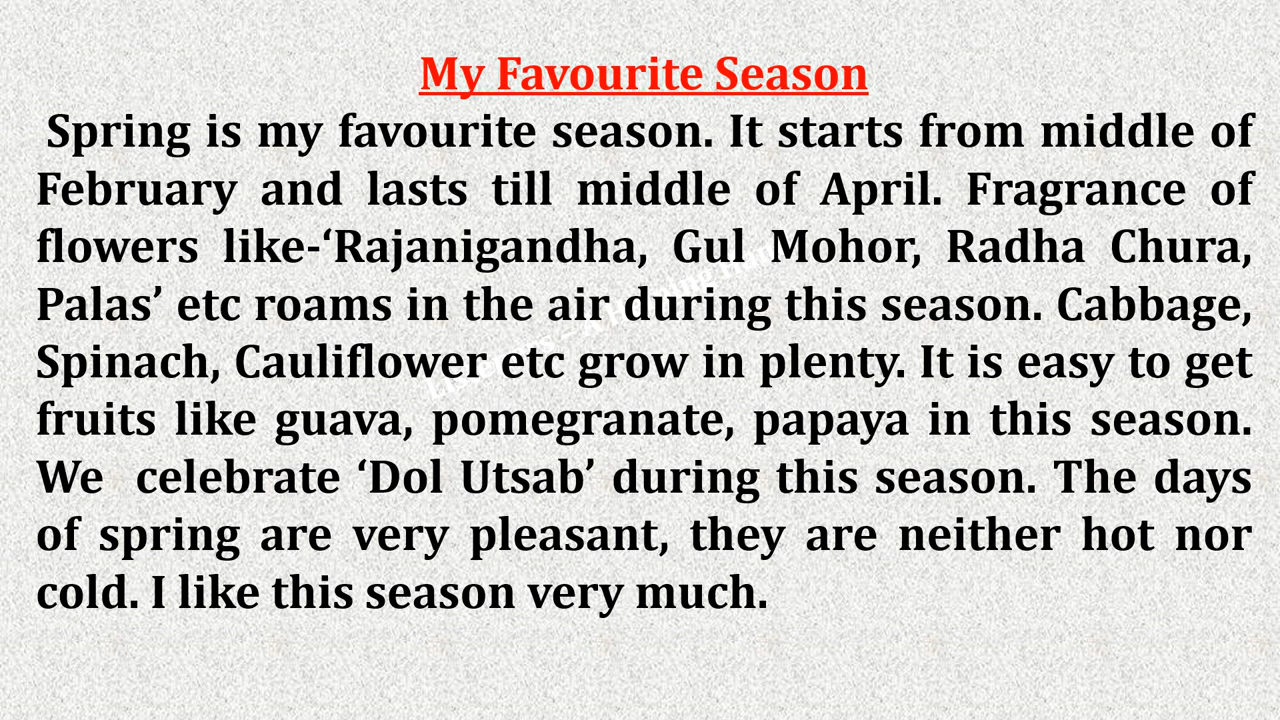 My Favourite Season
Spring is my favourite season. It starts from middle of
February and lasts till middle of April. Fragrance of
flowers like-‘Rajanigandha, Gul Mohor, Radha Chura,
Palas’ etc roams in the air during this season. Cabbage,
Spinach, Cauliflower etc grow in plenty. It is easy to get
fruits like guava, pomegranate, papaya in this season.
We celebrate ‘Dol Utsab’ during this season. The days
of spring are very pleasant, they are neither hot nor
cold. I like this season very much.